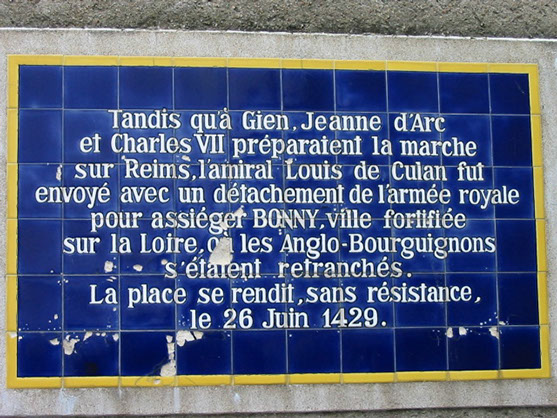 Tandis qu'à Gien, Jeanne d'Arc
et Charles VII préparaient la marche
sur Reims, l'amiral Louis de Culan fut
envoyé avec un détachement de l'armée royale
pour assiéger BONNY, ville fortifiée
sur la Loire, où les Anglo-Bourguignons
s'étaient retranchés.
La place se rendit, sans résistance,
le 26 Juin 1429.